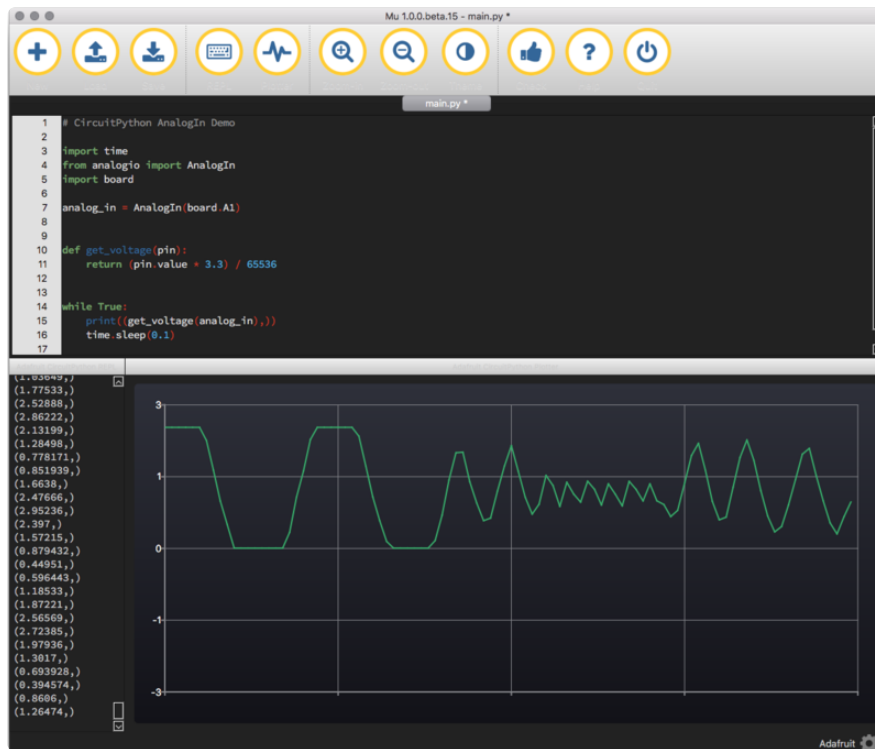 Mu 1.0.0.beta.15 - main.py *
main.py *
1 # CircuitPython AnalogIn Demo
2
3 import time
4 from analogio import AnalogIn
5 import board
6
7 analog_in = AnalogIn(board.A1)
8
9
10 def get_voltage(pin):
11     return (pin.value * 3.3) / 65536
12
13
14 while True:
15     print((get_voltage(analog_in),))
16     time.sleep(0.1)
17
(1.03649,)
(1.77533,)
(2.52888,)
(2.86222,)
(2.13199,)
(1.28498,)
(0.778171,)
(0.851939,)
(1.6638,)
(2.47666,)
(2.95236,)
(2.397,)
(1.57215,)
(0.879432,)
(0.44951,)
(0.596443,)
(1.18533,)
(1.87221,)
(2.56569,)
(2.72385,)
(1.97936,)
(1.3017,)
(0.693928,)
(0.394574,)
(0.8606,)
(1.26474,)
3
1
0
-1
-3
Adafruit